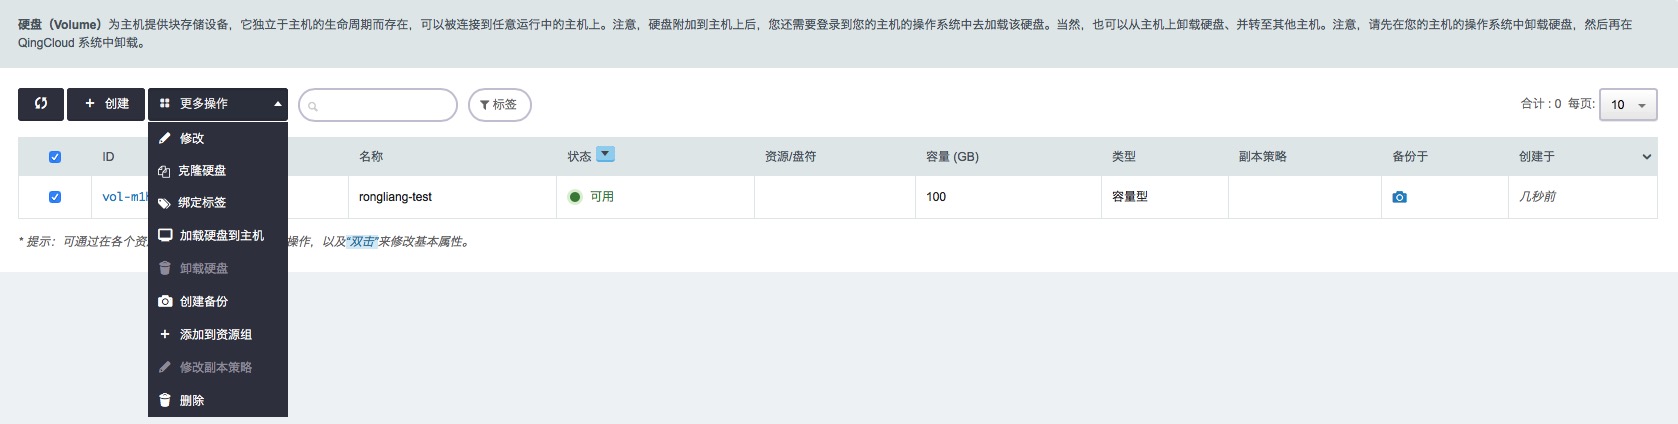 硬盘（Volume）为主机提供块存储设备，它独立于主机的生命周期而存在，可以被连接到任意运行中的主机上。注意，硬盘附加到主机上后，您还需要登录到您的主机的操作系统中去加载该硬盘。当然，也可以从主机上卸载硬盘、并转至其他主机。注意，请先在您的主机的操作系统中卸载硬盘，然后再在
QingCloud 系统中卸载。
+ 创建 更多操作 标签 合计 : 0 每页: 10
ID 名称 状态 资源/盘符 容量 (GB) 类型 副本策略 备份于 创建于
vol-m1 rongliang-test 可用 100 容量型 几秒前
* 提示：可通过在各个资 操作，以及“双击”来修改基本属性。
修改
克隆硬盘
绑定标签
加载硬盘到主机
卸载硬盘
创建备份
+ 添加到资源组
修改副本策略
删除